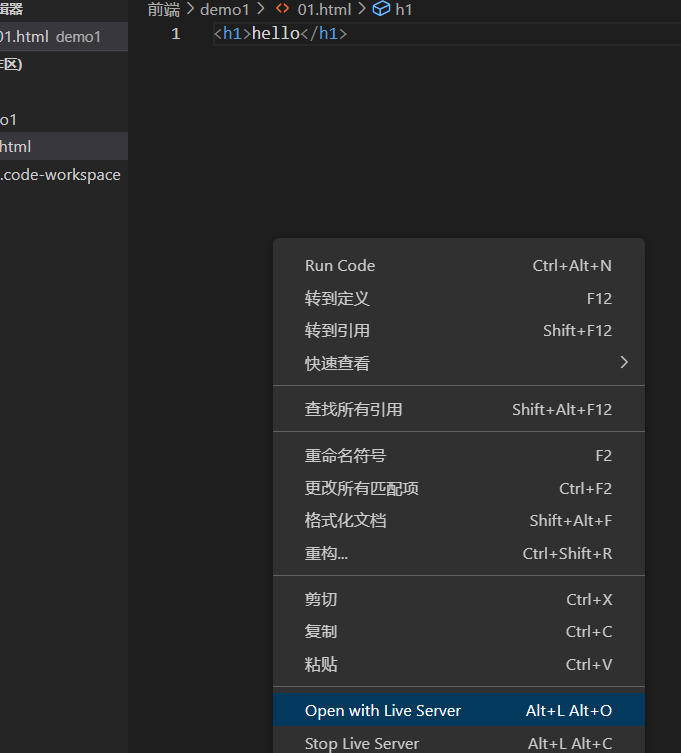 辑器
01.html demo1
作区)
o1
html
.code-workspace
前端 > demo1 > <> 01.html > h1
1 <h1>hello</h1>
Run Code Ctrl+Alt+N
转到定义 F12
转到引用 Shift+F12
快速查看 >
查找所有引用 Shift+Alt+F12
重命名符号 F2
更改所有匹配项 Ctrl+F2
格式化文档 Shift+Alt+F
重构... Ctrl+Shift+R
剪切 Ctrl+X
复制 Ctrl+C
粘贴 Ctrl+V
Open with Live Server Alt+L Alt+O
Stop Live Server Alt+L Alt+C